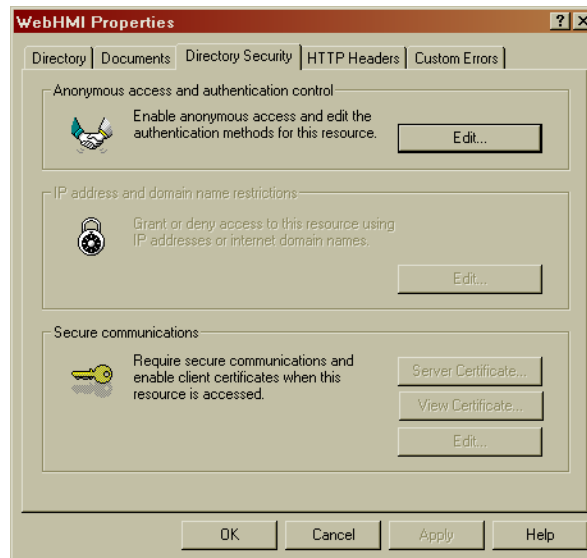 WebHMI Properties
Directory
Documents
Directory Security
HTTP Headers
Custom Errors
Anonymous access and authentication control
Enable anonymous access and edit the
authentication methods for this resource.
Edit...
IP address and domain name restrictions
Grant or deny access to this resource using
IP addresses or internet domain names.
Edit...
Secure communications
Require secure communications and
enable client certificates when this
resource is accessed.
Server Certificate...
View Certificate...
Edit...
OK
Cancel
Apply
Help